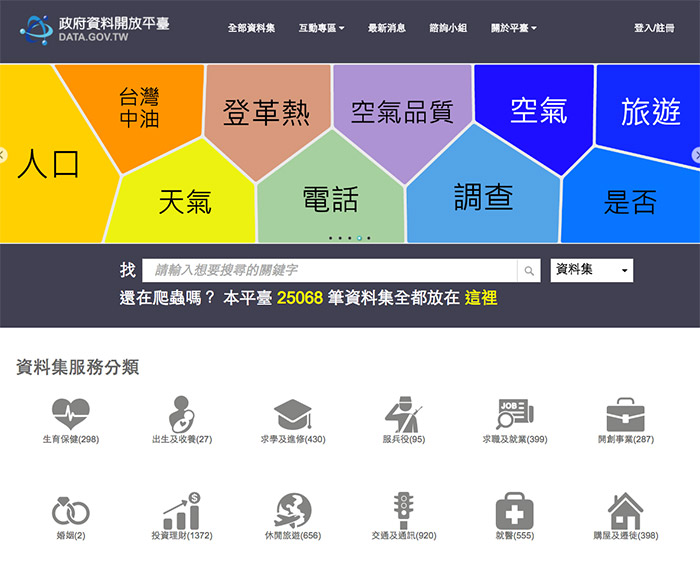 政府資料開放平臺
DATA.GOV.TW
全部資料集 互動專區 最新消息 諮詢小組 關於平臺 登入/註冊
人口 台灣中油 天氣 登革熱 電話 空氣品質 調查 空氣 是否 旅遊
找 請輸入想要搜尋的關鍵字 資料集
還在爬蟲嗎？ 本平臺 25068 筆資料集全都放在 這裡
資料集服務分類
JOB
生育保健(298) 出生及收養(27) 求學及進修(430) 服兵役(95) 求職及就業(399) 開創事業(287)
$
婚姻(2) 投資理財(1372) 休閒旅遊(656) 交通及通訊(920) 就醫(555) 購屋及遷徙(398)